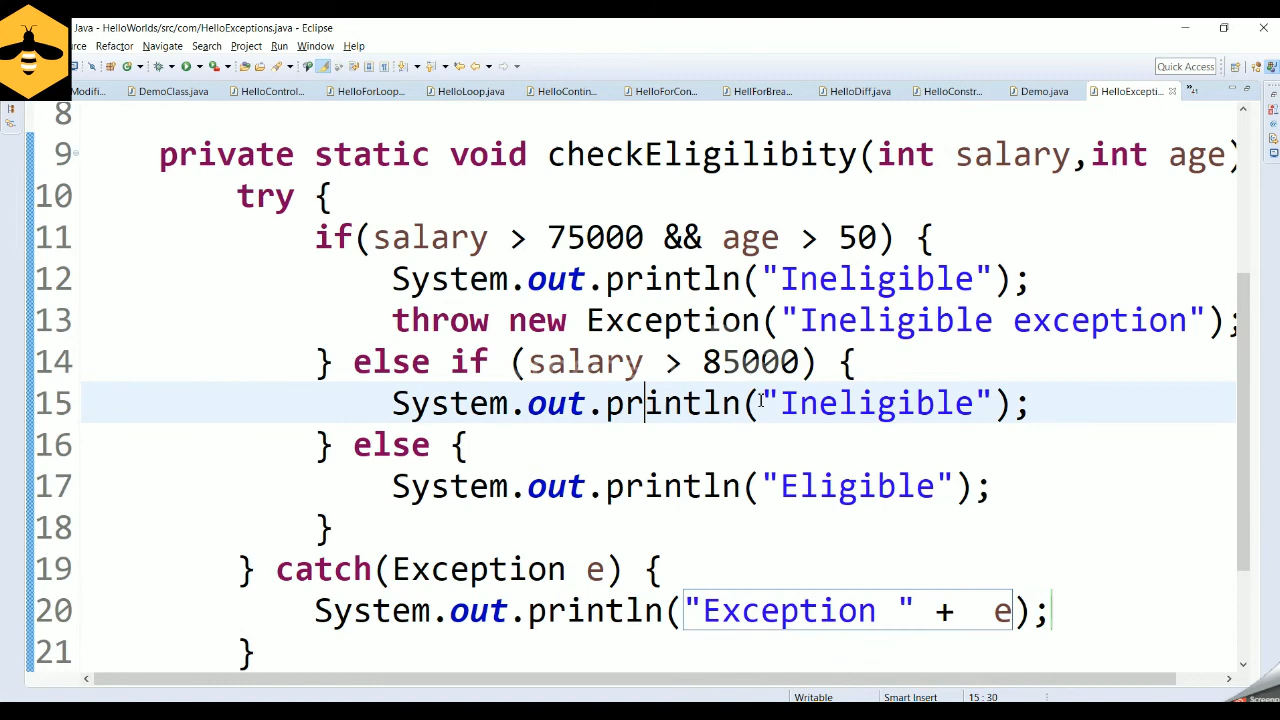 Java - HelloWorlds/src/com/HelloExceptions.java - Eclipse
Refactor Navigate Search Project Run Window Help
Quick Access
DemoClass.java HelloControl... HelloForLoop... HelloLoop.java HelloContin... HelloForCon... HellForBrea... HelloDiff.java HelloConstr... Demo.java HelloExcepti...
8
9 private static void checkEligilibity(int salary,int age)
10 try {
11 if(salary > 75000 && age > 50) {
12 System.out.println("Ineligible");
13 throw new Exception("Ineligible exception");
14 } else if (salary > 85000) {
15 System.out.println("Ineligible");
16 } else {
17 System.out.println("Eligible");
18 }
19 } catch(Exception e) {
20 System.out.println("Exception " + e);
21 }
Writable Smart Insert 15 : 30